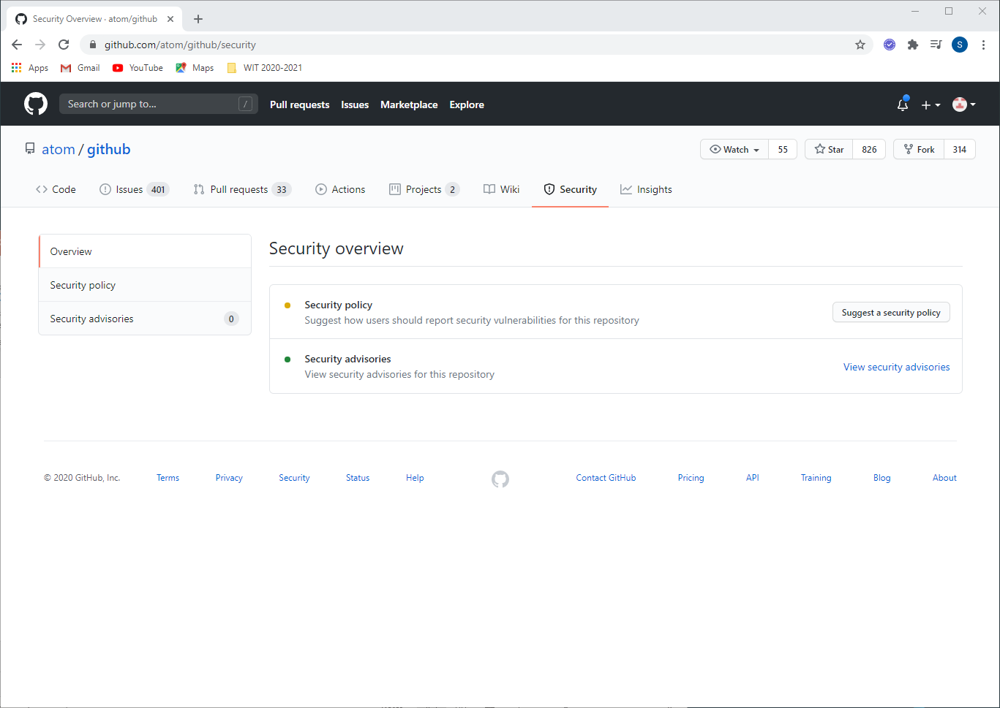 Security Overview · atom/github
github.com/atom/github/security
S
Apps Gmail YouTube Maps WIT 2020-2021
Search or jump to... / Pull requests Issues Marketplace Explore
atom / github Watch 55 Star 826 Fork 314
Code Issues 401 Pull requests 33 Actions Projects 2 Wiki Security Insights
Overview
Security policy
Security advisories 0
Security overview
Security policy
Suggest how users should report security vulnerabilities for this repository
Suggest a security policy
Security advisories
View security advisories for this repository
View security advisories
© 2020 GitHub, Inc. Terms Privacy Security Status Help Contact GitHub Pricing API Training Blog About